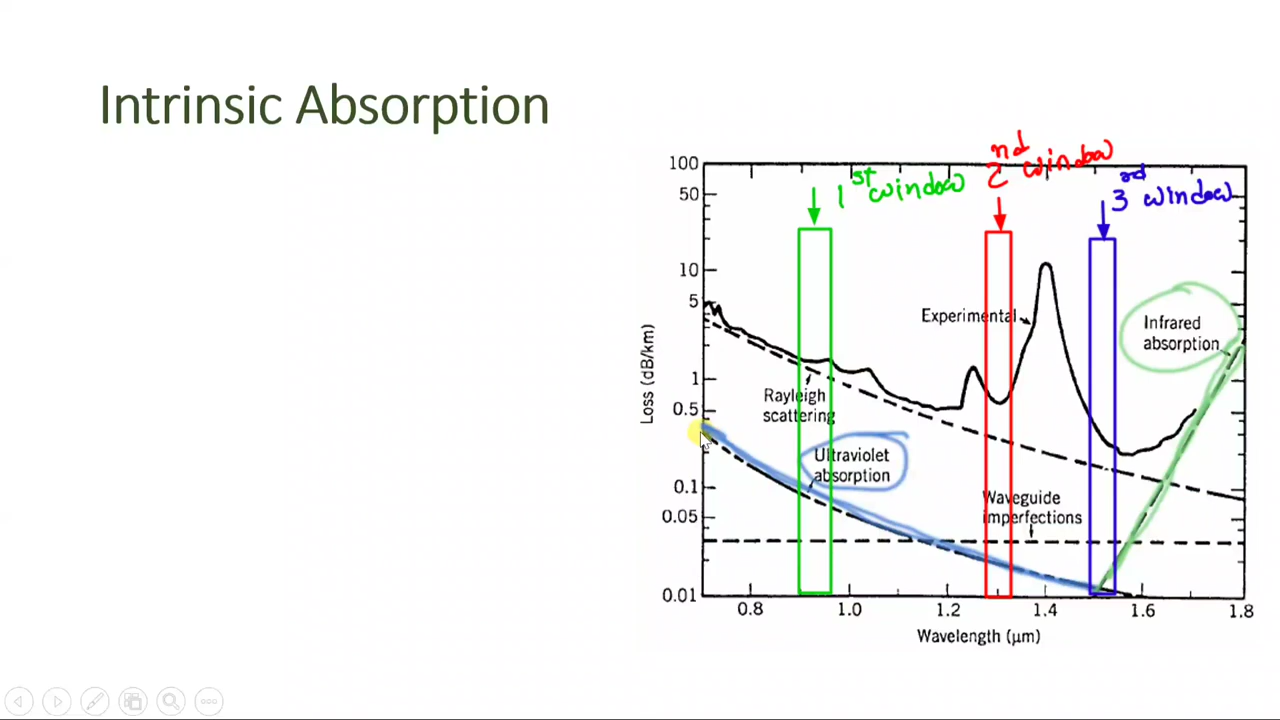 Intrinsic Absorption
2nd window
1st window
3rd window
100
50
10
5
1
0.5
0.1
0.05
0.01
Loss (dB/km)
Experimental
Infrared
absorption
Rayleigh
scattering
Ultraviolet
absorption
Waveguide
imperfections
0.8 1.0 1.2 1.4 1.6 1.8
Wavelength (μm)